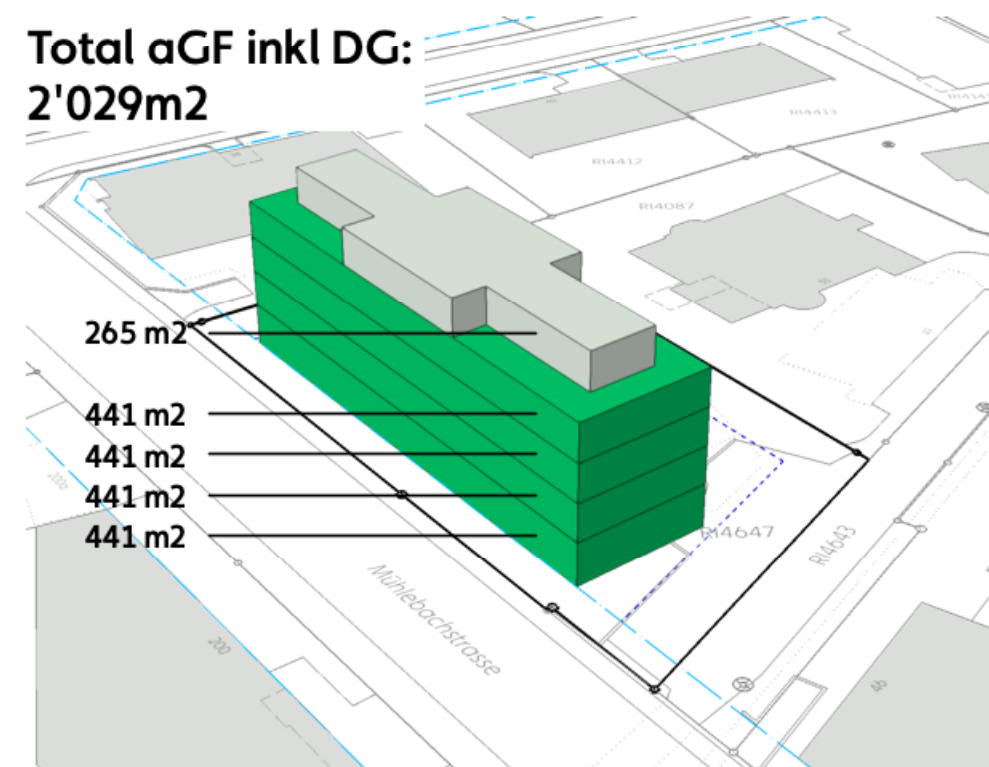 Total aGF inkl DG:
2'029m2
RI4413
RI4412
RI4087
265 m2
441 m2
441 m2
441 m2
441 m2
RI4647
RI4643
Mühlebachstrasse
200
46